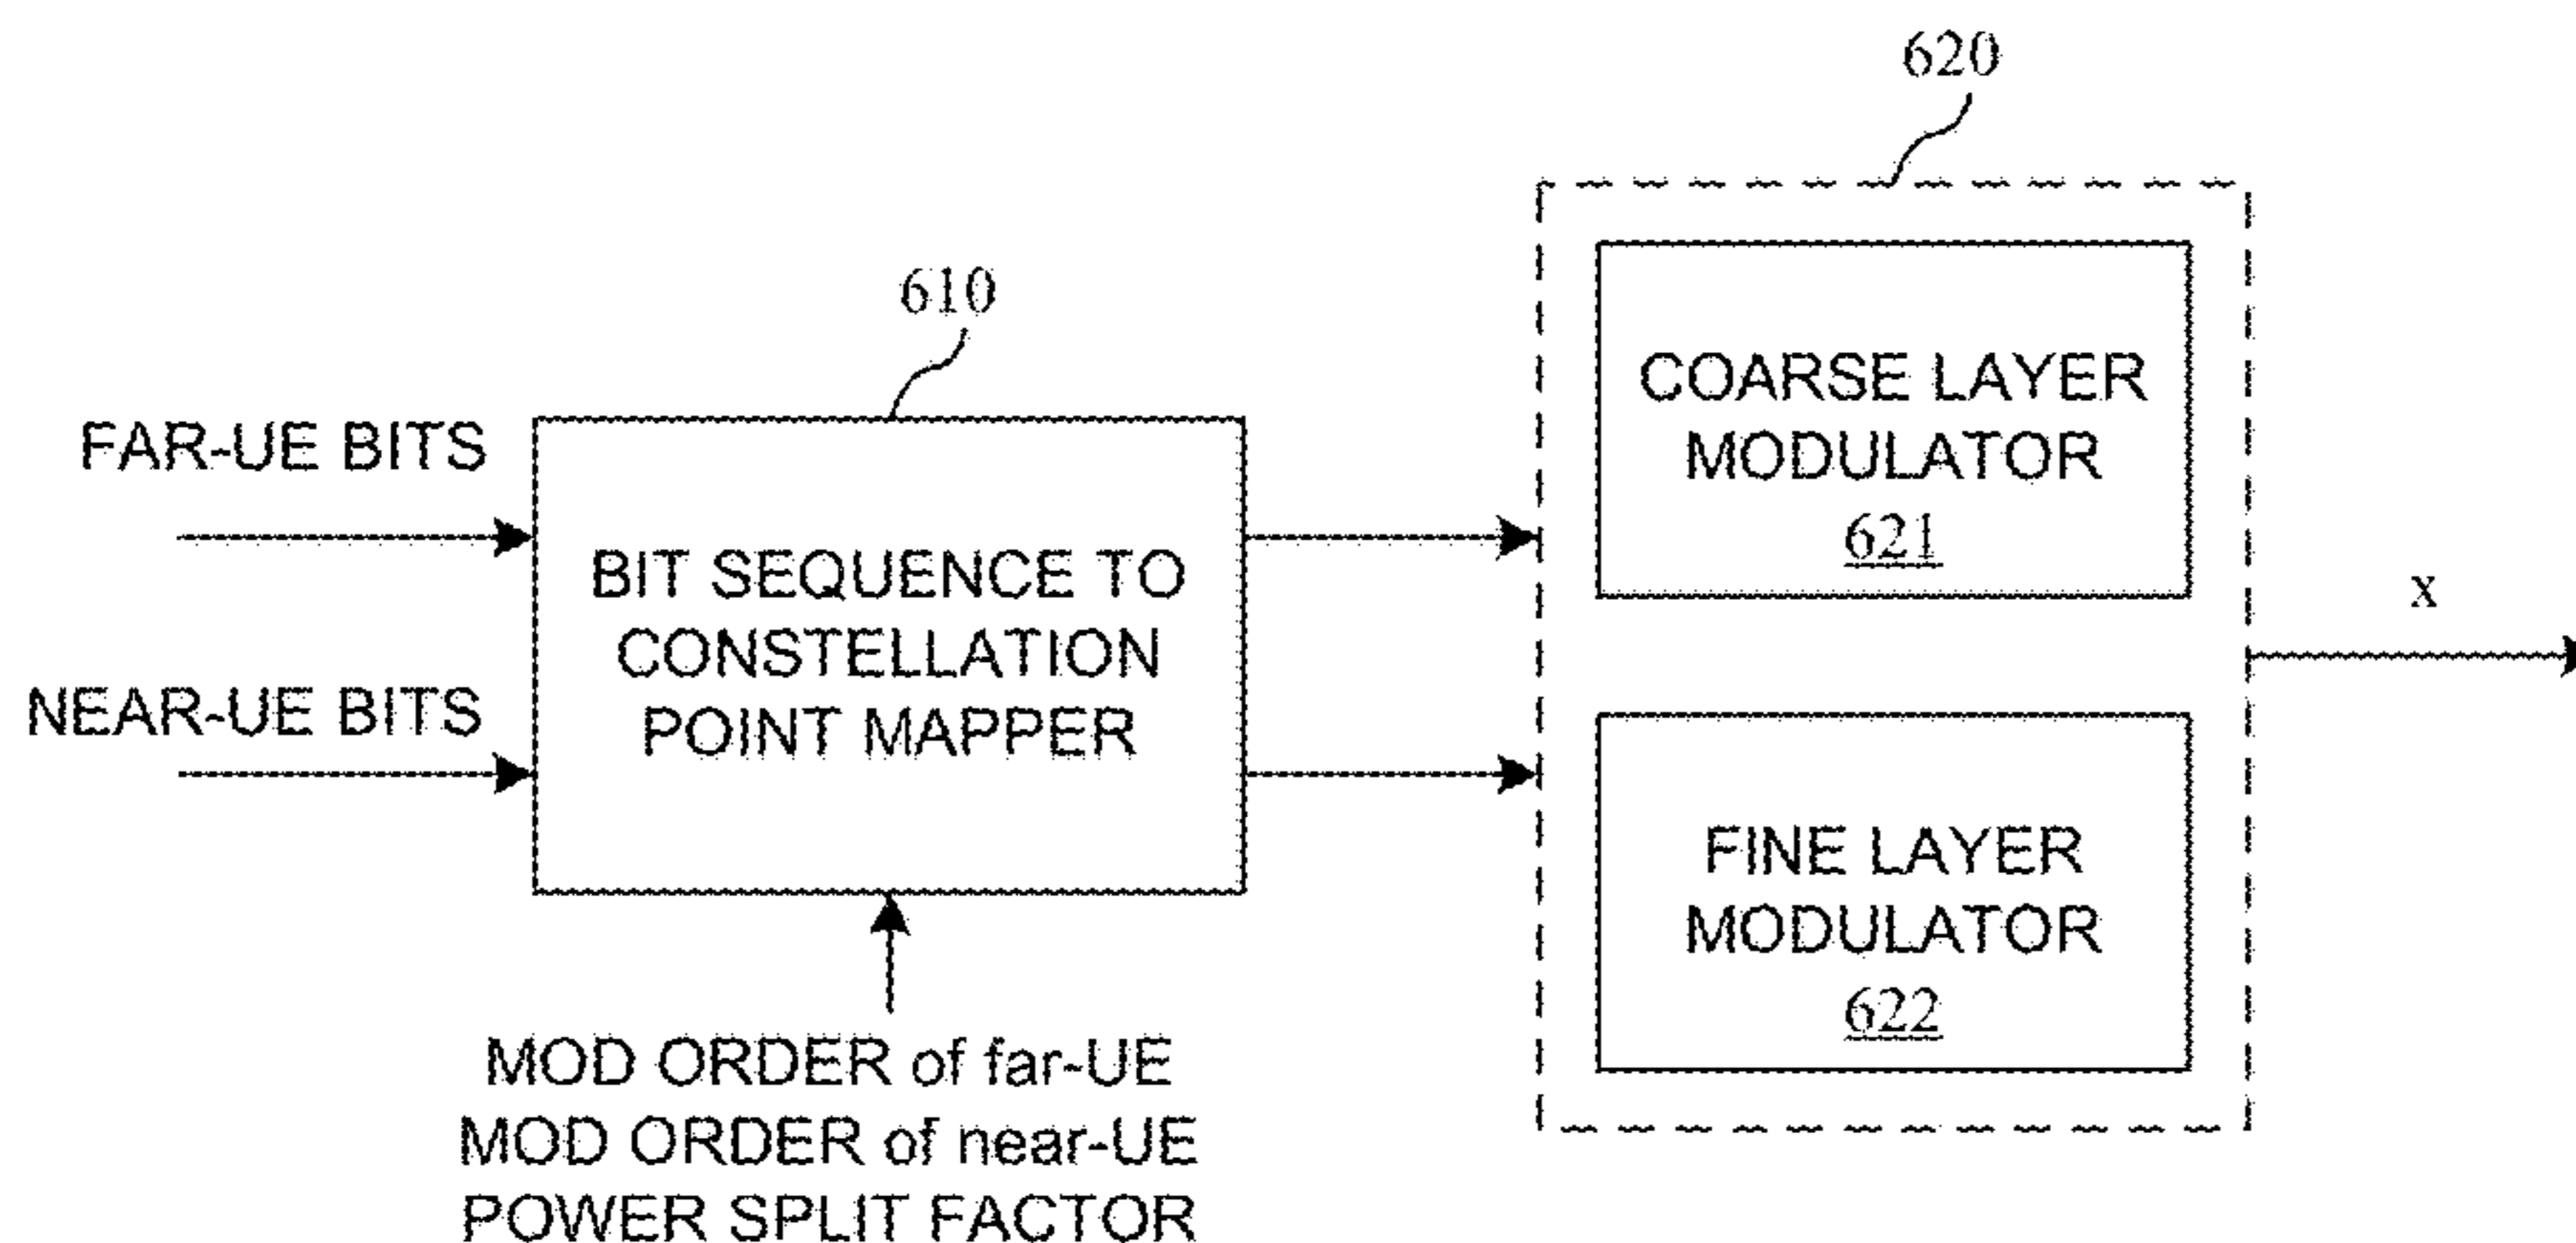 620
610
FAR-UE BITS
NEAR-UE BITS
BIT SEQUENCE TO
CONSTELLATION
POINT MAPPER
MOD ORDER of far-UE
MOD ORDER of near-UE
POWER SPLIT FACTOR
COARSE LAYER
MODULATOR
621
FINE LAYER
MODULATOR
622
x